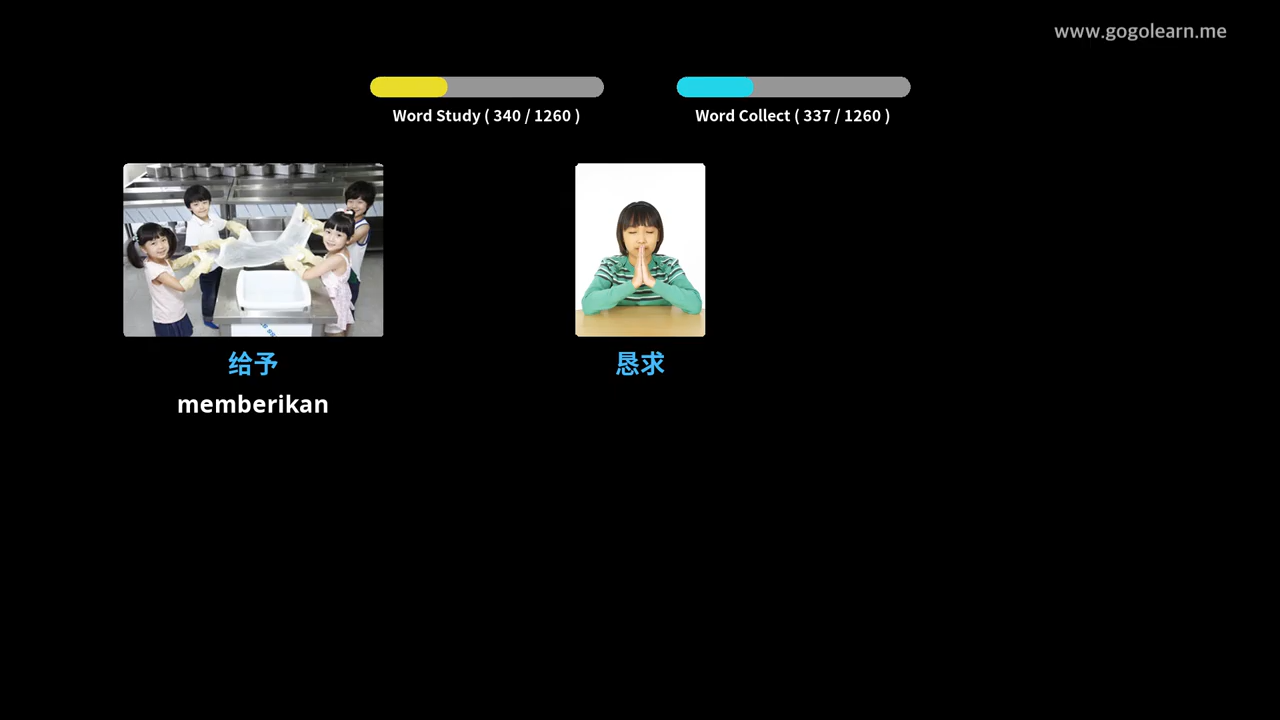 www.gogolearn.me
Word Study ( 340 / 1260 )
Word Collect ( 337 / 1260 )
给予
恳求
memberikan